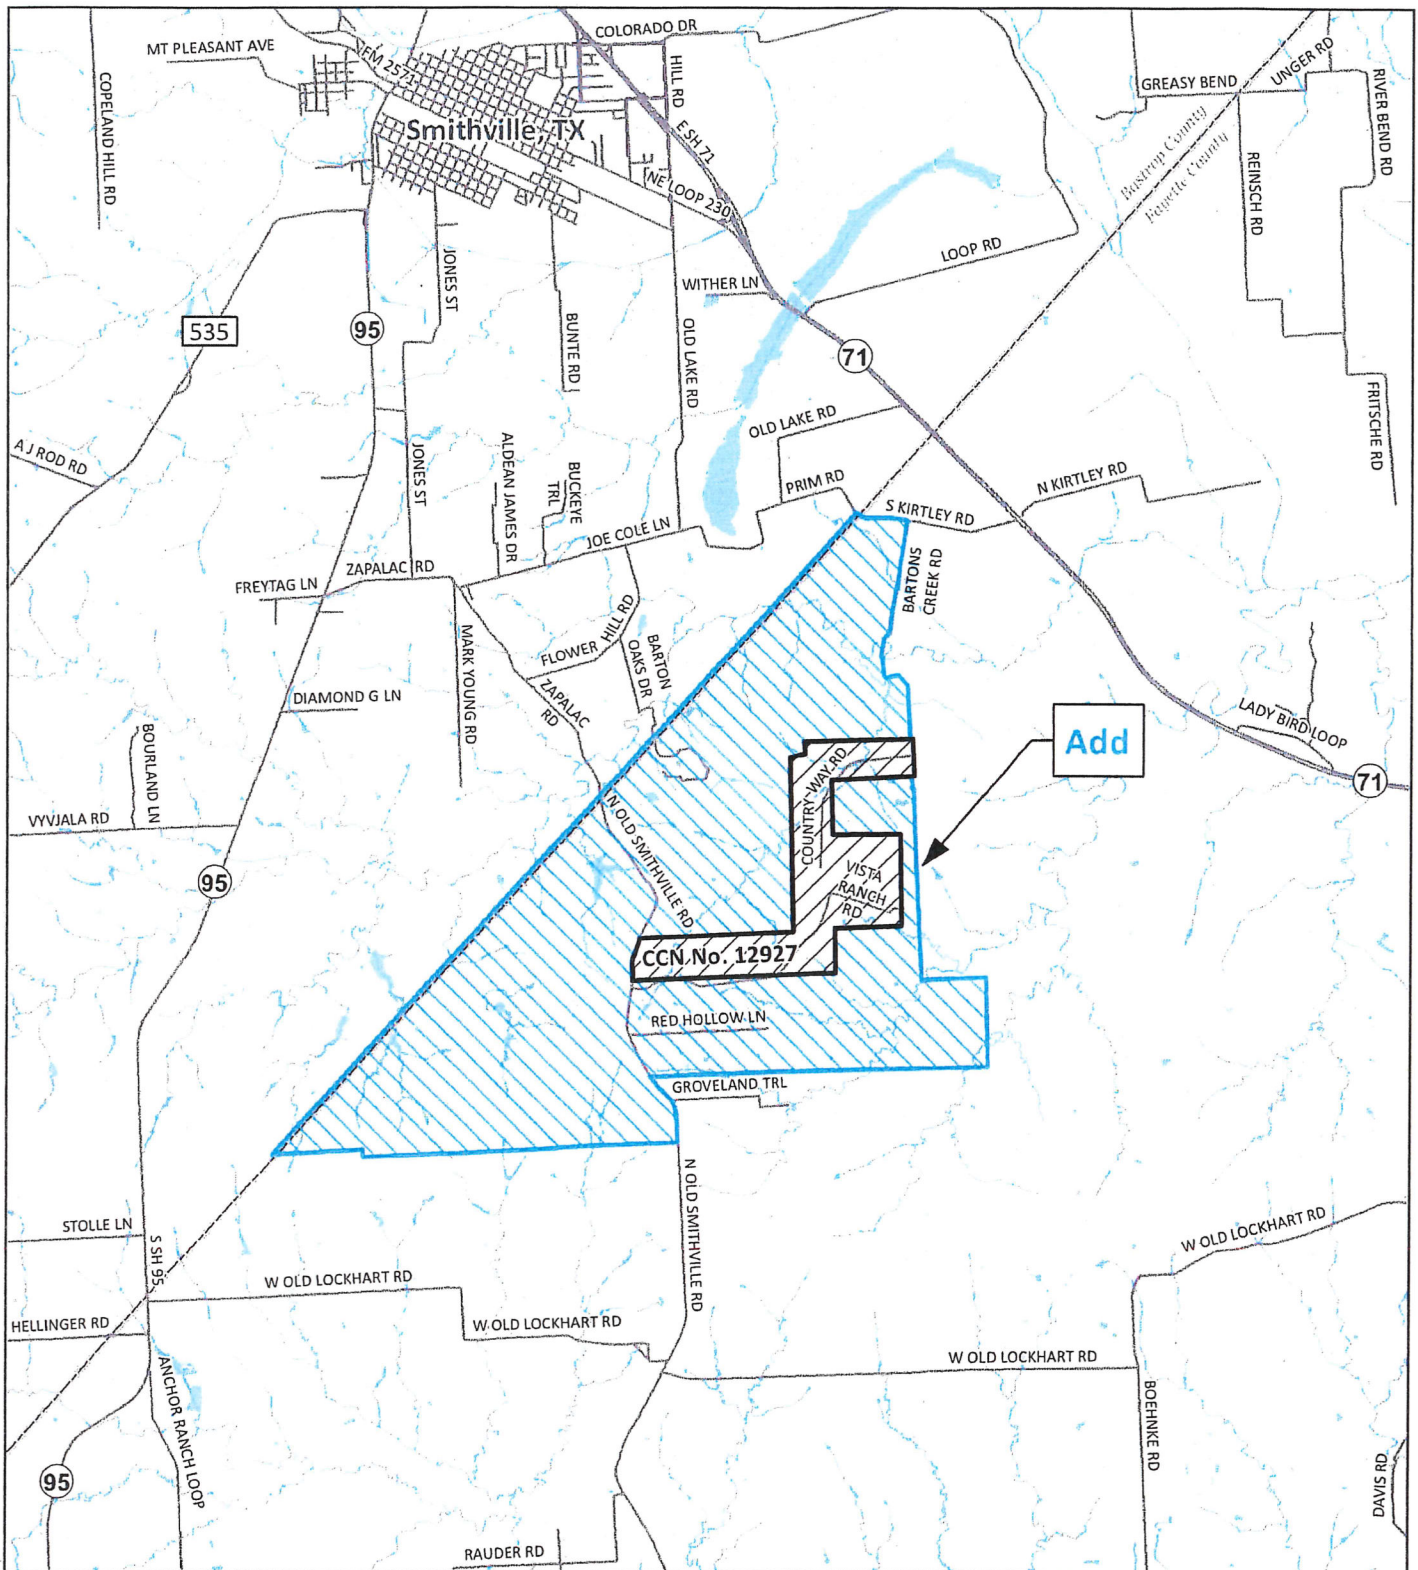 COLORADO DR
MT PLEASANT AVE
FM 2571
HILL RD
COPELAND HILL RD
Smithville, TX
E SH 71
NE LOOP 230
GREASY BEND
UNGER RD
RIVER BEND RD
REINSCH RD
Bastrop County
Fayette County
LOOP RD
WITHER LN
JONES ST
BUNTE RD
OLD LAKE RD
535
95
71
FRITSCHE RD
A J ROD RD
JONES ST
ALDEAN JAMES DR
BUCKEYE
TRL
OLD LAKE RD
PRIM RD
N KIRTLEY RD
S KIRTLEY RD
JOE COLE LN
ZAPALAC RD
FREYTAG LN
BARTONS
CREEK RD
MARK YOUNG RD
FLOWER HILL RD
BARTON
OAKS DR
ZAPALAC
RD
DIAMOND G LN
BOURLAND LN
LADY BIRD LOOP
Add
71
VYVJALA RD
N OLD SMITHVILLE RD
COUNTRY WAY RD
VISTA
RANCH
RD
95
CCN No. 12927
RED HOLLOW LN
GROVELAND TRL
N OLD SMITHVILLE RD
STOLLE LN
S SH 95
W OLD LOCKHART RD
W OLD LOCKHART RD
HELLINGER RD
W OLD LOCKHART RD
W OLD LOCKHART RD
ANCHOR RANCH LOOP
BOEHNKE RD
DAVIS RD
95
RAUDER RD